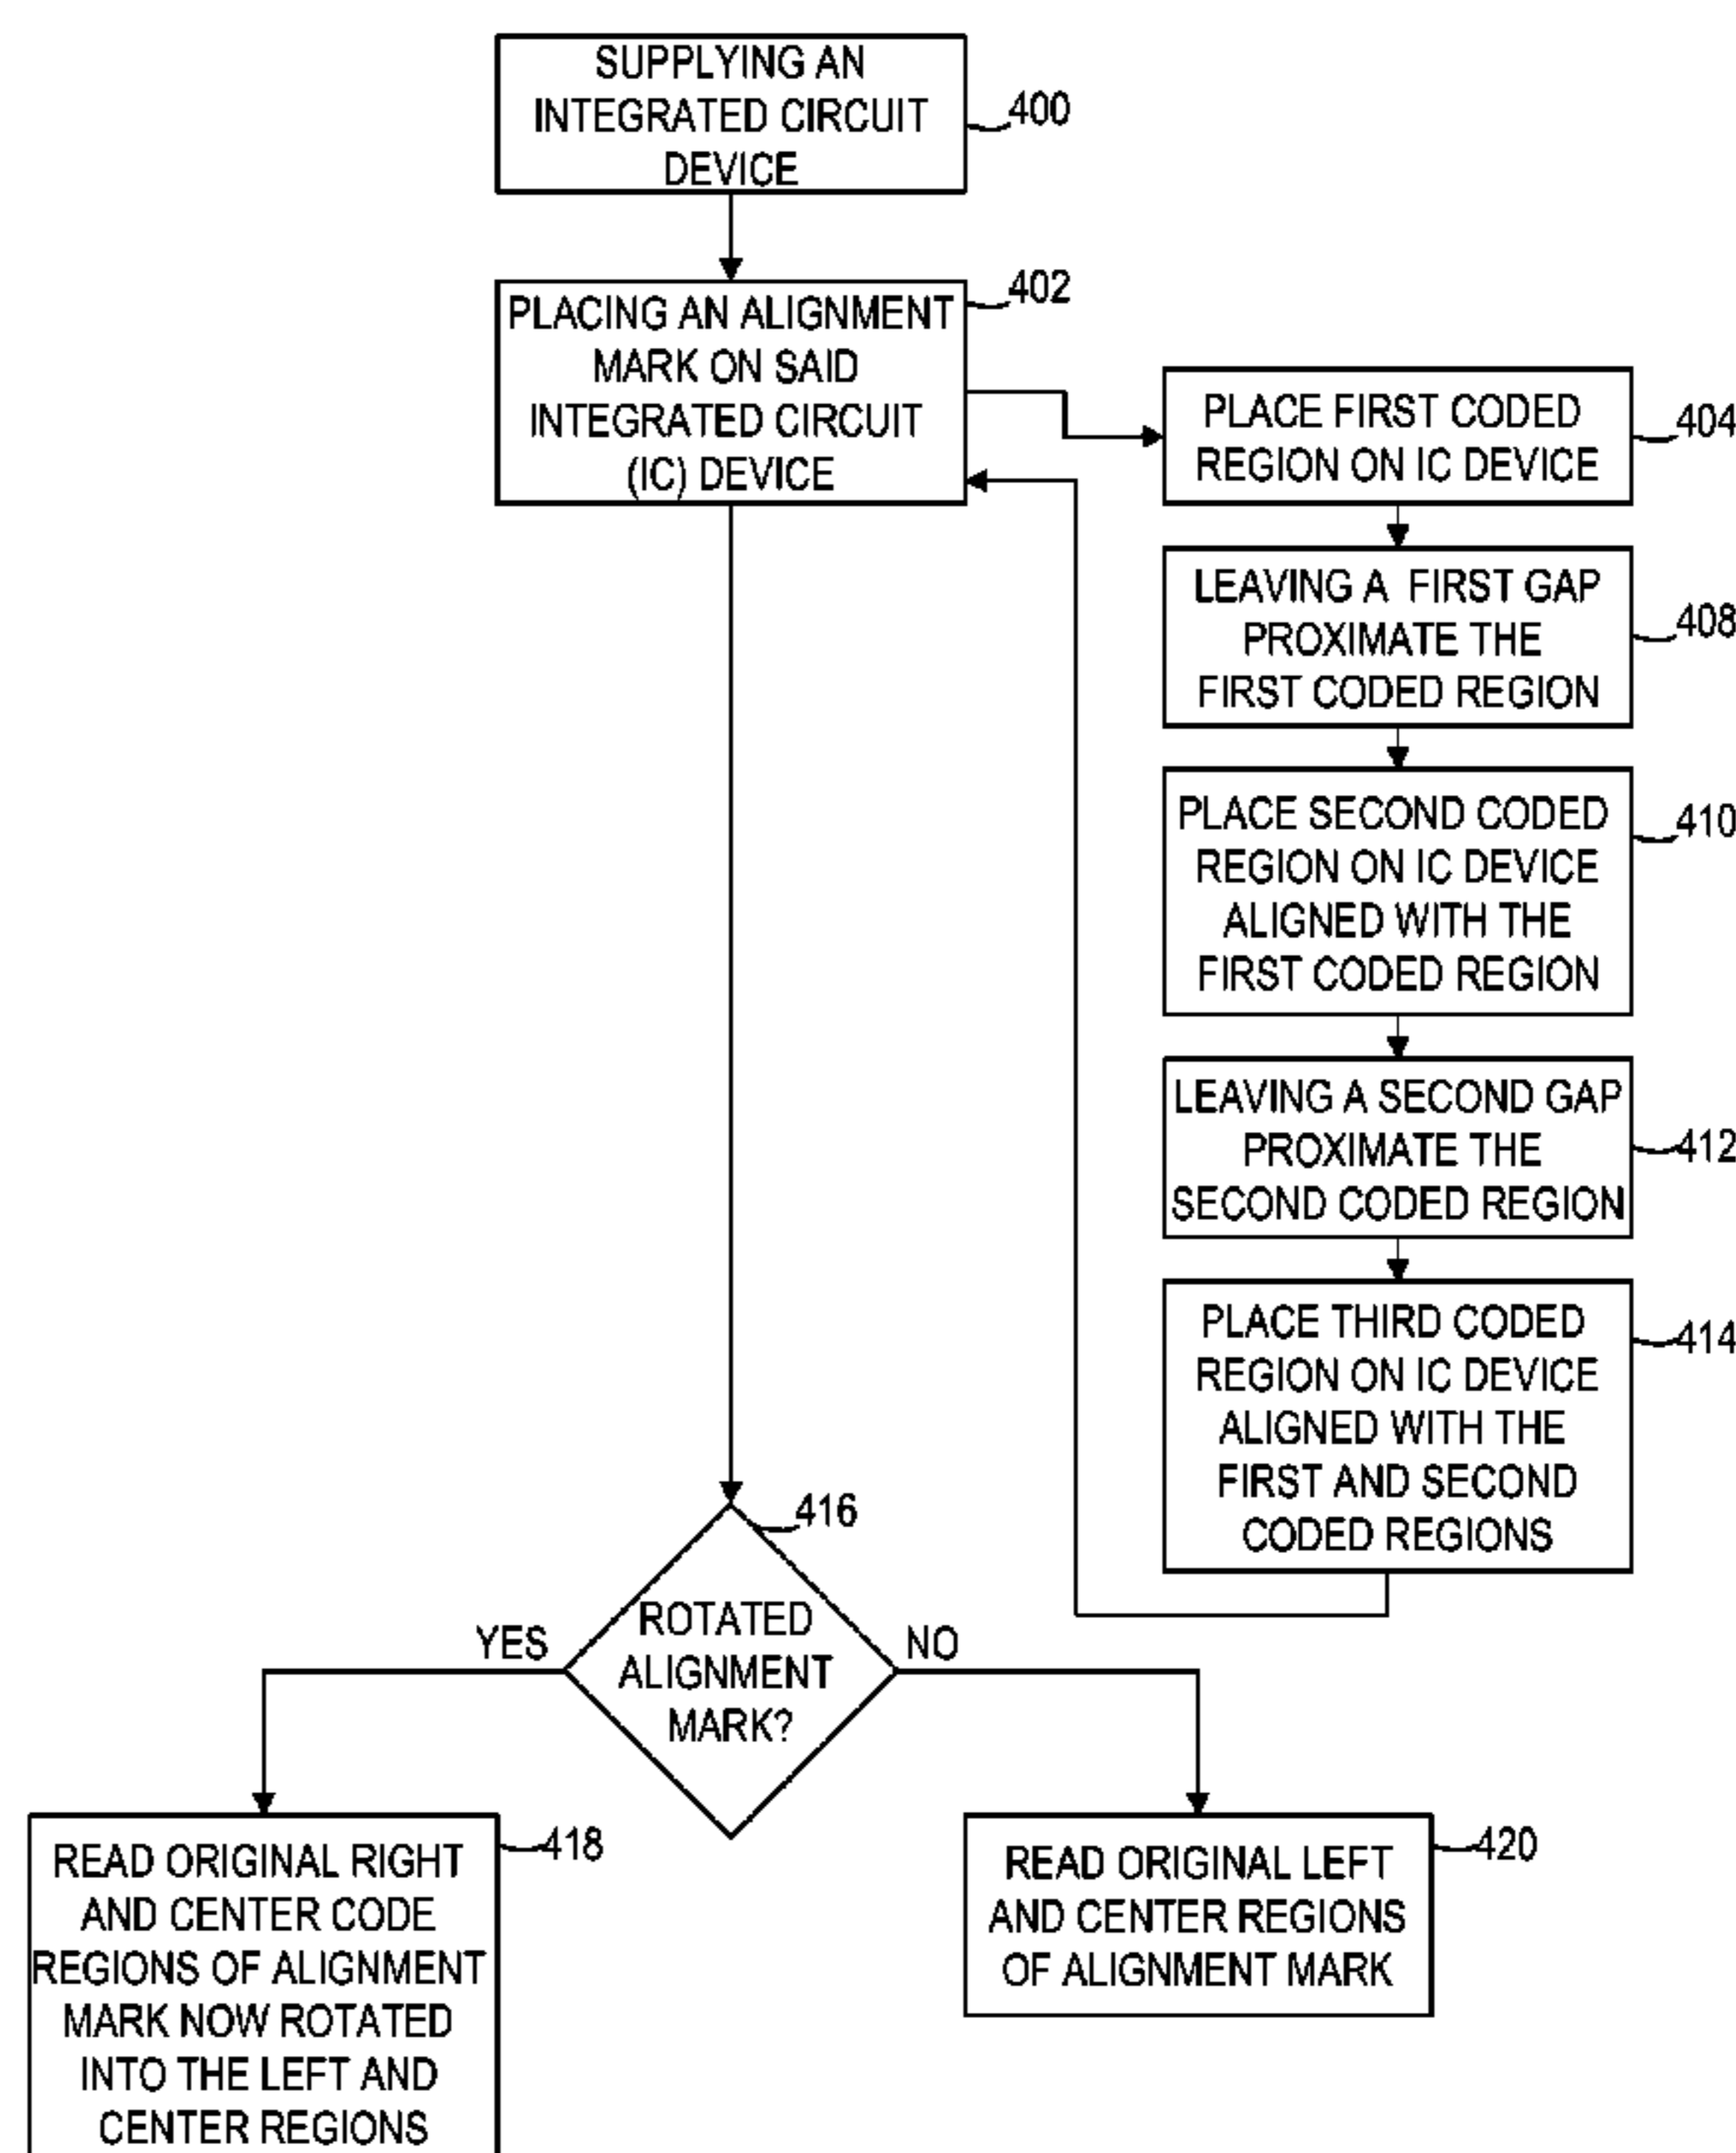 SUPPLYING AN
INTEGRATED CIRCUIT
DEVICE
400
PLACING AN ALIGNMENT
MARK ON SAID
INTEGRATED CIRCUIT
(IC) DEVICE
402
PLACE FIRST CODED
REGION ON IC DEVICE
404
LEAVING A FIRST GAP
PROXIMATE THE
FIRST CODED REGION
408
PLACE SECOND CODED
REGION ON IC DEVICE
ALIGNED WITH THE
FIRST CODED REGION
410
LEAVING A SECOND GAP
PROXIMATE THE
SECOND CODED REGION
412
PLACE THIRD CODED
REGION ON IC DEVICE
ALIGNED WITH THE
FIRST AND SECOND
CODED REGIONS
414
416
ROTATED
ALIGNMENT
MARK?
YES
NO
READ ORIGINAL RIGHT
AND CENTER CODE
REGIONS OF ALIGNMENT
MARK NOW ROTATED
INTO THE LEFT AND
CENTER REGIONS
418
READ ORIGINAL LEFT
AND CENTER REGIONS
OF ALIGNMENT MARK
420